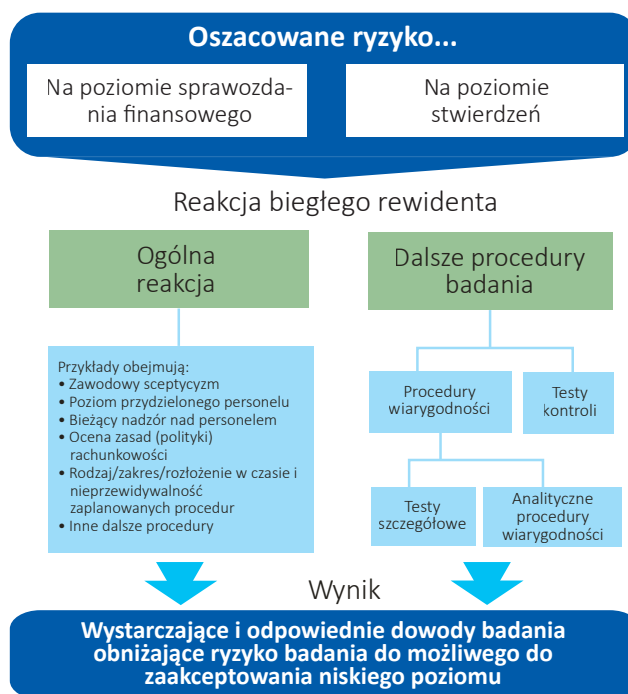 Oszacowane ryzyko...
Na poziomie sprawozda-
nia finansowego
Na poziomie
stwierdzeń
Reakcja biegłego rewidenta
Ogólna
reakcja
Przykłady obejmują:
• Zawodowy sceptycyzm
• Poziom przydzielonego personelu
• Bieżący nadzór nad personelem
• Ocena zasad (polityki)
rachunkowości
• Rodzaj/zakres/rozłożenie w czasie i
nieprzewidywalność
zaplanowanych procedur
• Inne dalsze procedury
Dalsze procedury
badania
Procedury
wiarygodności
Testy
kontroli
Testy
szczegółowe
Analityczne
procedury
wiarygodności
Wynik
Wystarczające i odpowiednie dowody badania
obniżające ryzyko badania do możliwego do
zaakceptowania niskiego poziomu